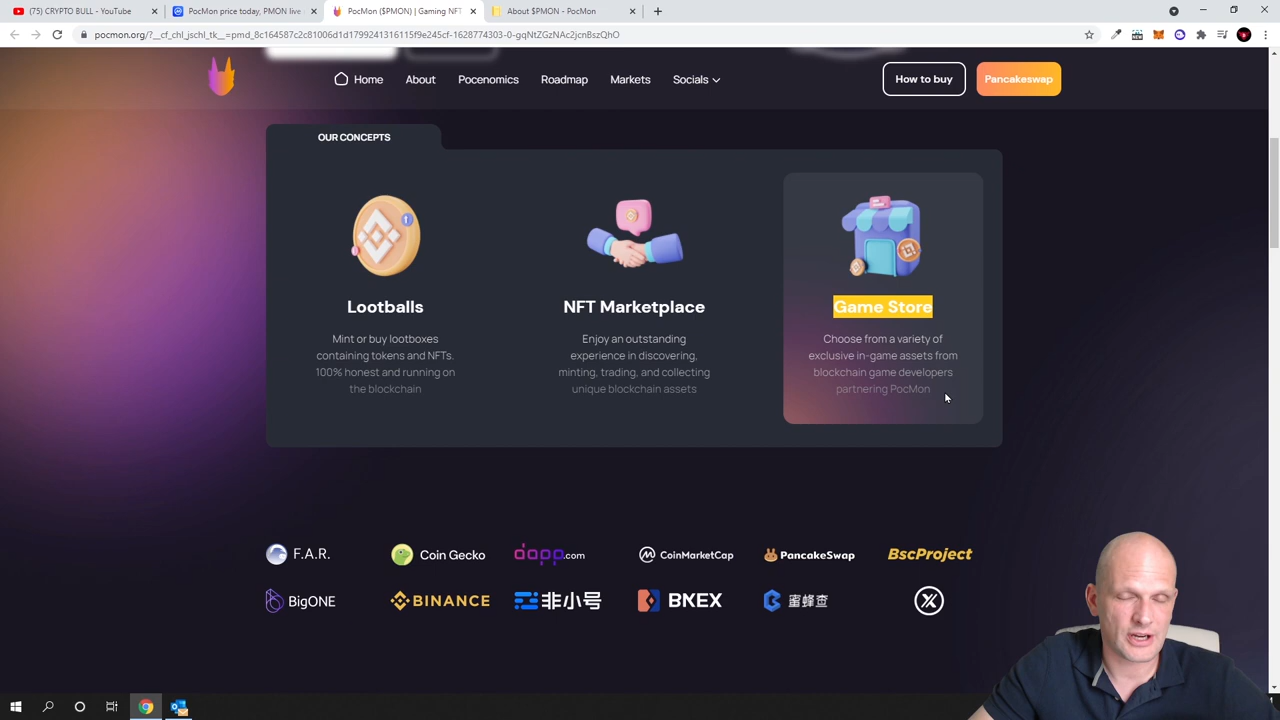 (75) CRYPTO BULL - YouTube
PocMon price today, PMON live
PocMon ($PMON) | Gaming NFT
About $PMON - PocMon
pocmon.org/?__cf_chl_jschl_tk__=pmd_8c164587c2c81006d1d1799241316115f9e245cf-1628774303-0-gqNtZGzNAc2jcnBszQhO
Home About Pocenomics Roadmap Markets Socials How to buy Pancakeswap
OUR CONCEPTS
Lootballs
Mint or buy lootboxes
containing tokens and NFTs.
100% honest and running on
the blockchain
NFT Marketplace
Enjoy an outstanding
experience in discovering,
minting, trading, and collecting
unique blockchain assets
Game Store
Choose from a variety of
exclusive in-game assets from
blockchain game developers
partnering PocMon
F.A.R. Coin Gecko dapp.com CoinMarketCap PancakeSwap BscProject
BigONE BINANCE 非小号 BKEX 蜜蜂查